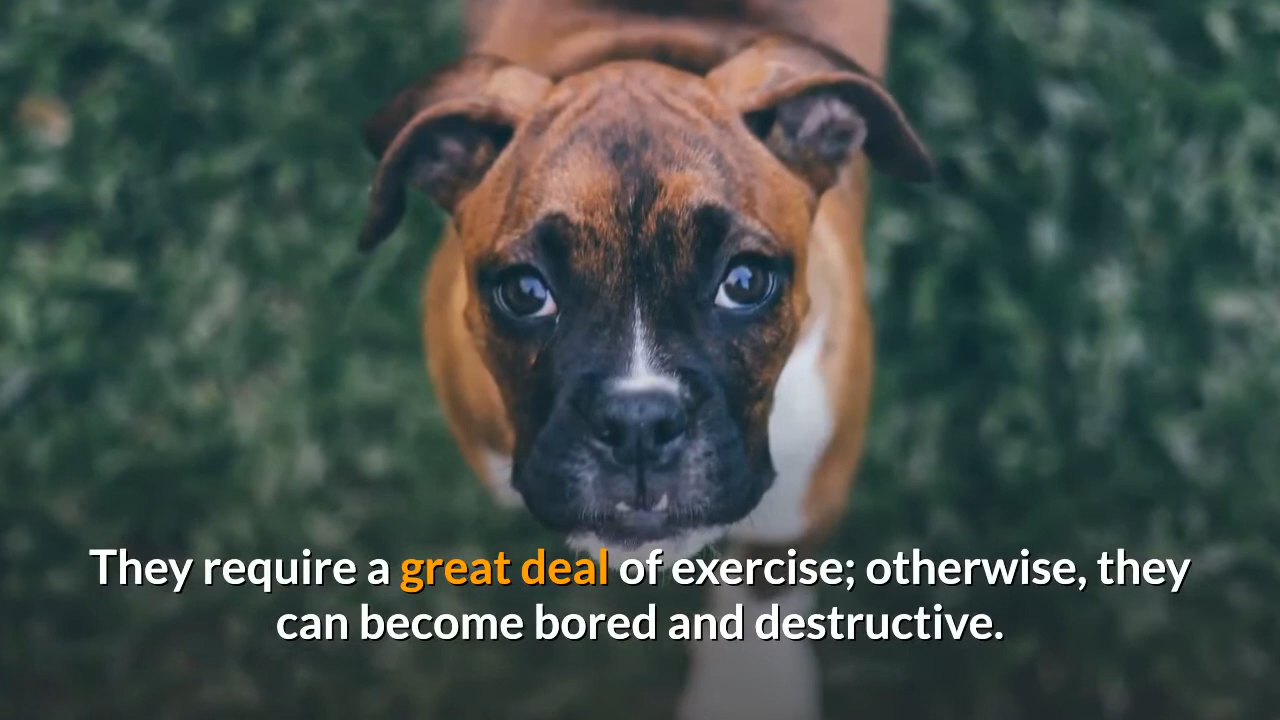 They require a great deal of exercise; otherwise, they
can become bored and destructive.